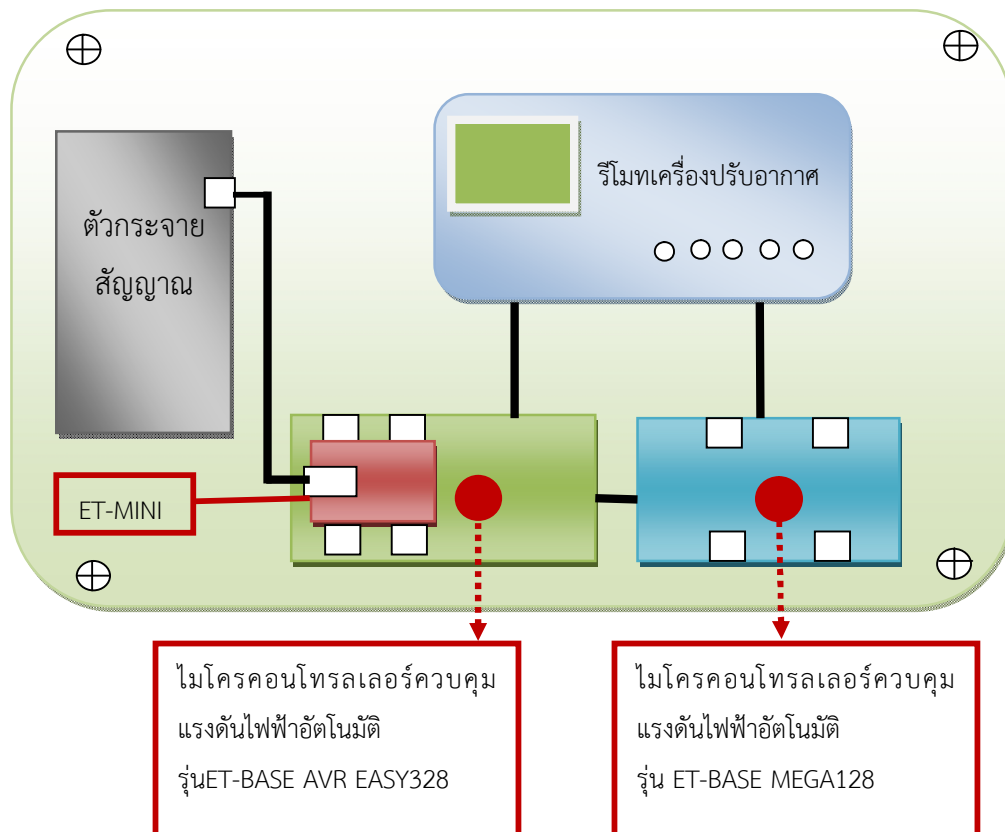 รีโมทเครื่องปรับอากาศ
ตัวกระจาย
สัญญาณ
ET-MINI
ไมโครคอนโทรลเลอร์ควบคุม
แรงดันไฟฟ้าอัตโนมัติ
รุ่นET-BASE AVR EASY328
ไมโครคอนโทรลเลอร์ควบคุม
แรงดันไฟฟ้าอัตโนมัติ
รุ่น ET-BASE MEGA128